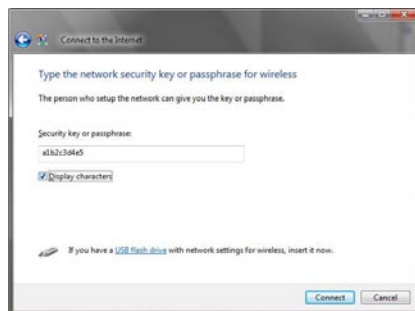 Connect to the Internet
Type the network security key or passphrase for wireless
The person who setup the network can give you the key or passphrase.
Security key or passphrase:
a1b2c3d4e5
Display characters
If you have a USB flash drive with network settings for wireless, insert it now.
Connect Cancel